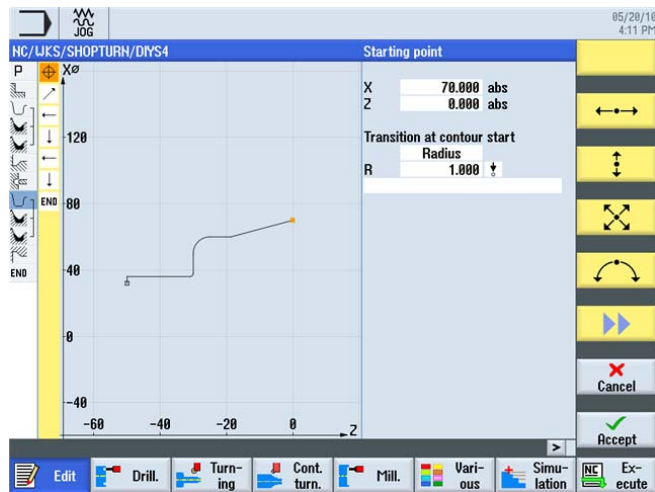 JOG
05/20/10
4:11 PM
NC/WKS/SHOPTURN/DIYS4
Starting point
P
XØ
X 70.000 abs
Z 0.000 abs
Transition at contour start
Radius
R 1.000
END
END
120
80
40
0
-40
-60 -40 -20 0 Z
Cancel
Accept
>
Edit
Drill.
Turn-
ing
Cont.
turn.
Mill.
Vari-
ous
Simu-
lation
NC
Ex-
ecute